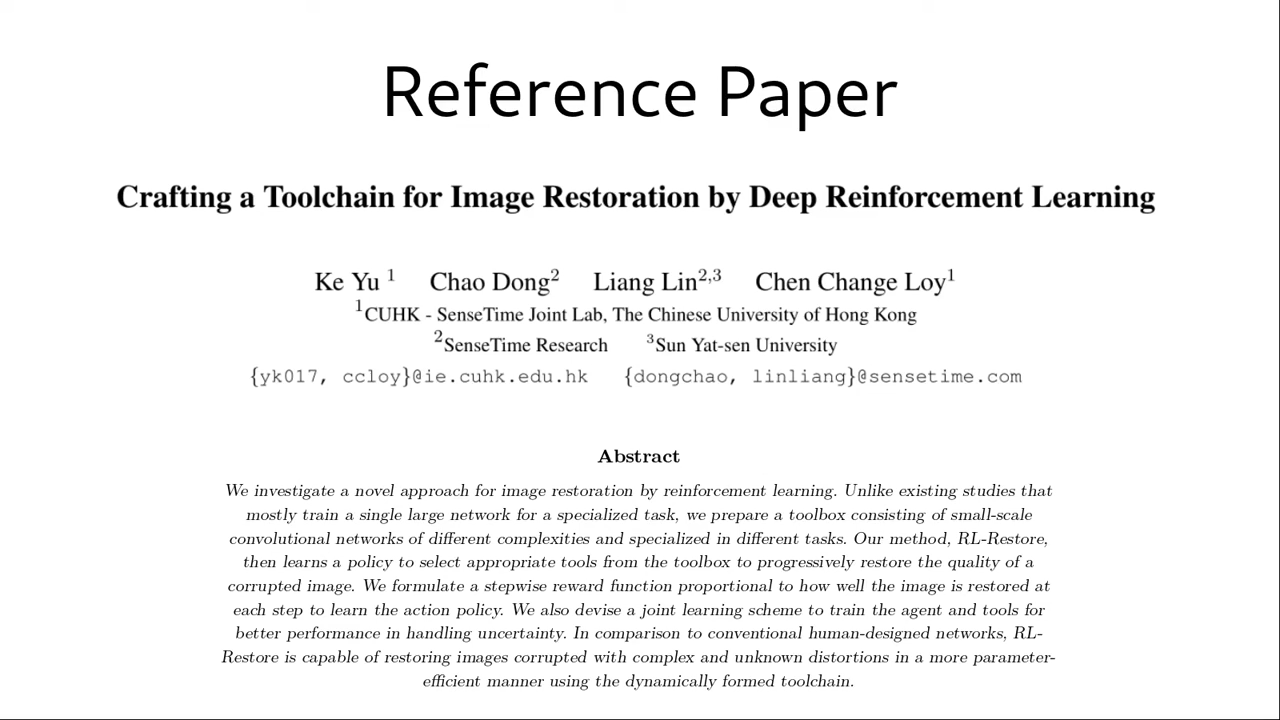 Reference Paper
Crafting a Toolchain for Image Restoration by Deep Reinforcement Learning
Ke Yu 1 Chao Dong2 Liang Lin2,3 Chen Change Loy1
1CUHK - SenseTime Joint Lab, The Chinese University of Hong Kong
2SenseTime Research 3Sun Yat-sen University
{yk017, ccloy}@ie.cuhk.edu.hk {dongchao, linliang}@sensetime.com
Abstract
We investigate a novel approach for image restoration by reinforcement learning. Unlike existing studies that
mostly train a single large network for a specialized task, we prepare a toolbox consisting of small-scale
convolutional networks of different complexities and specialized in different tasks. Our method, RL-Restore,
then learns a policy to select appropriate tools from the toolbox to progressively restore the quality of a
corrupted image. We formulate a stepwise reward function proportional to how well the image is restored at
each step to learn the action policy. We also devise a joint learning scheme to train the agent and tools for
better performance in handling uncertainty. In comparison to conventional human-designed networks, RL-
Restore is capable of restoring images corrupted with complex and unknown distortions in a more parameter-
efficient manner using the dynamically formed toolchain.